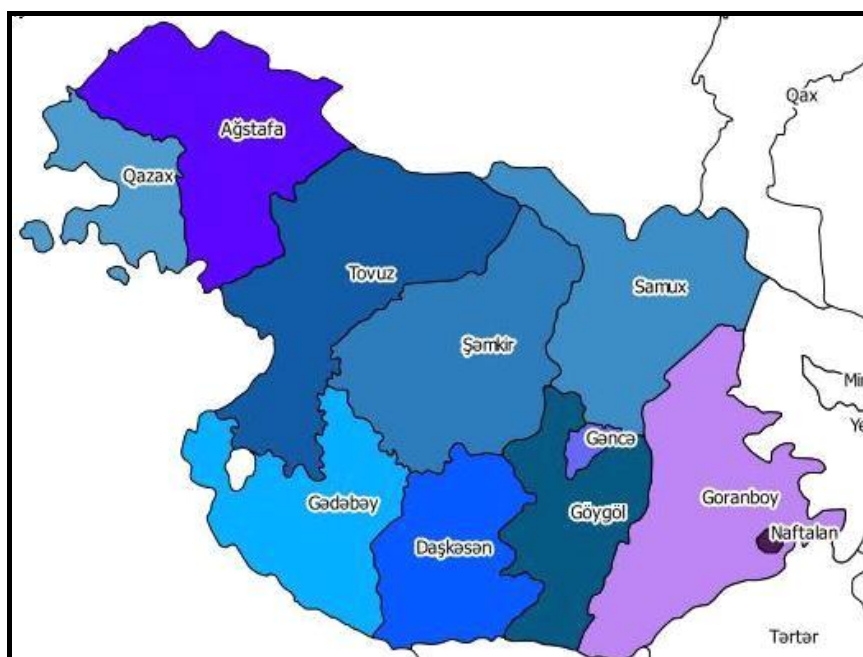 Qax
Ağstafa
Qazax
Tovuz
Samux
Şəmkir
Gəncə
Gədəbəy
Daşkəsən
Göygöl
Goranboy
Naftalan
Tərtər